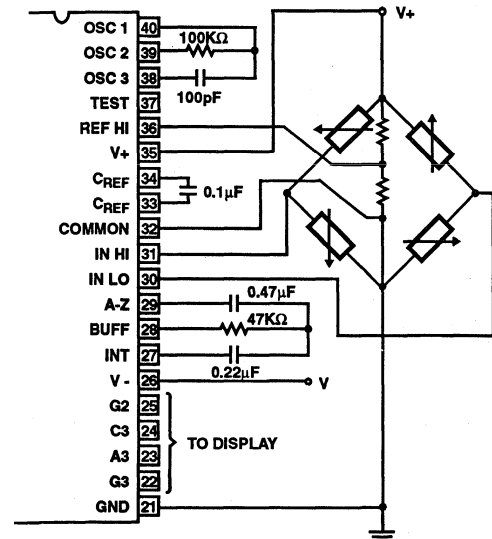 V+
OSC 1 40
100KΩ
OSC 2 39
OSC 3 38
100pF
TEST 37
REF HI 36
V+ 35
CREF 34
0.1μF
CREF 33
COMMON 32
IN HI 31
IN LO 30
0.47μF
A-Z 29
47KΩ
BUFF 28
INT 27
0.22μF
V - 26
V
G2 25
C3 24
TO DISPLAY
A3 23
G3 22
GND 21